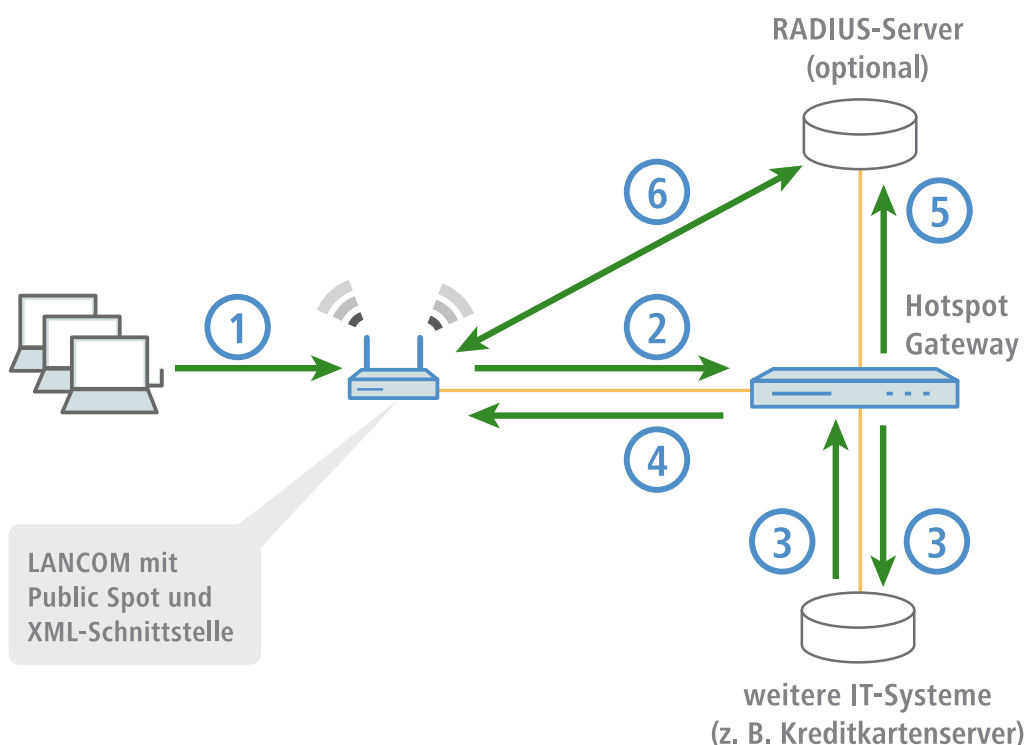 RADIUS-Server
(optional)
6
5
1
2
Hotspot
Gateway
4
3
3
LANCOM mit
Public Spot und
XML-Schnittstelle
weitere IT-Systeme
(z. B. Kreditkartenserver)